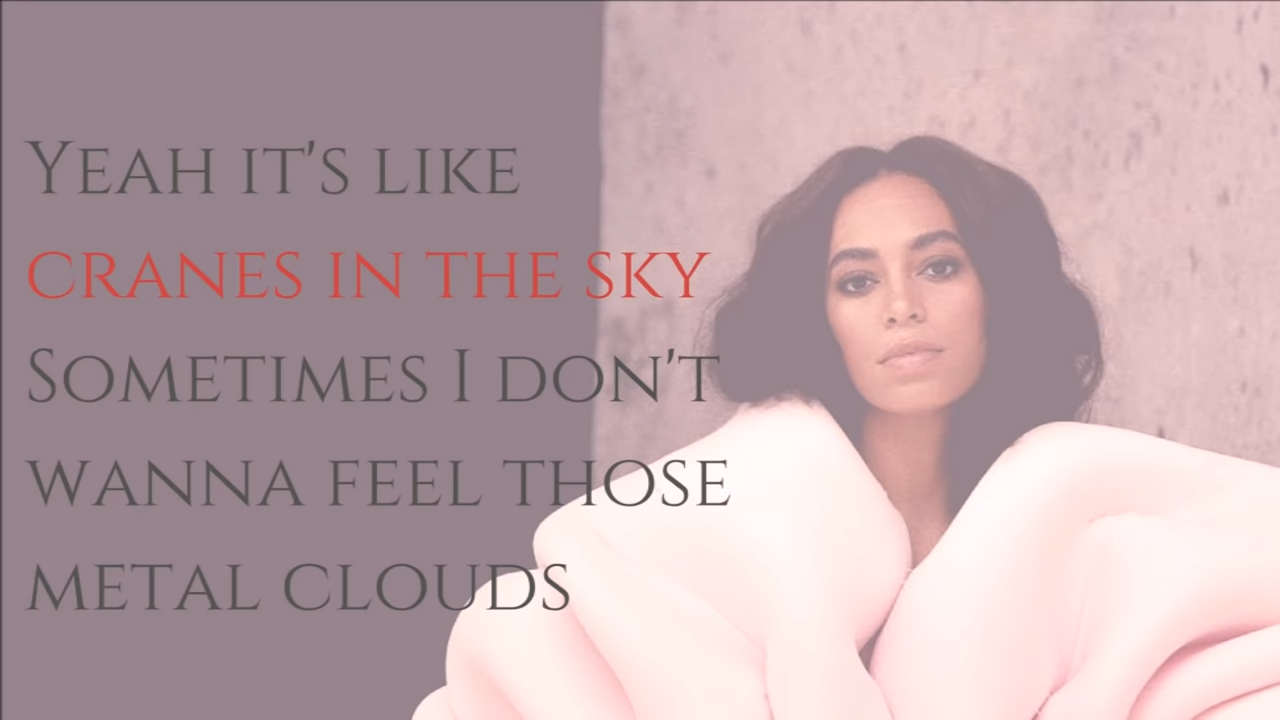 Yeah it's like
cranes in the sky
Sometimes I don't
wanna feel those
metal clouds